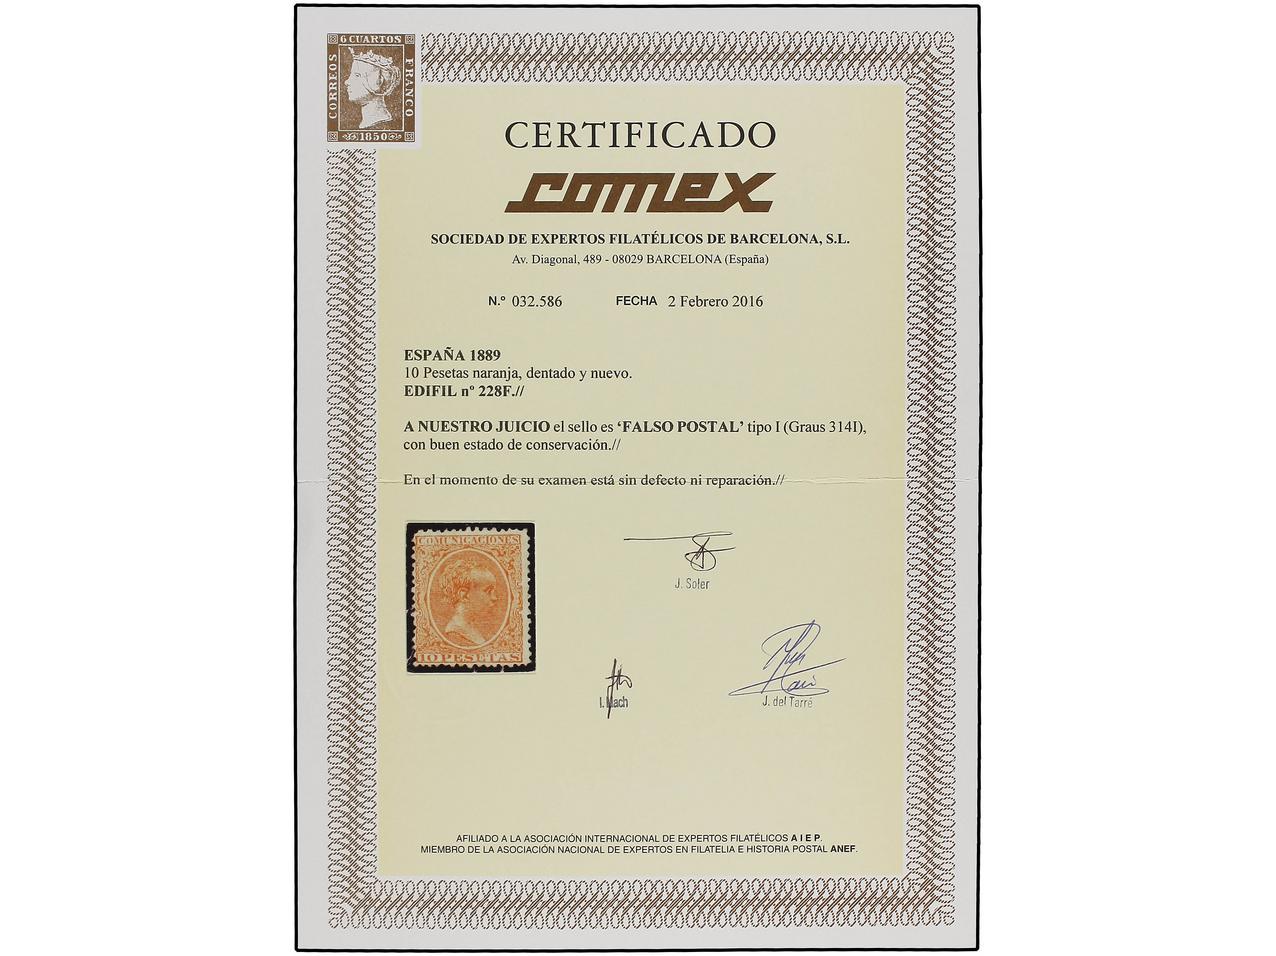 6 CUARTOS
CORREOS
FRANCO
1850
CERTIFICADO
comex
SOCIEDAD DE EXPERTOS FILATÉLICOS DE BARCELONA, S.L.
Av. Diagonal, 489 - 08029 BARCELONA (España)
N.º 032.586 FECHA 2 Febrero 2016
ESPAÑA 1889
10 Pesetas naranja, dentado y nuevo.
EDIFIL nº 228F.//
A NUESTRO JUICIO el sello es ‘FALSO POSTAL’ tipo I (Graus 314I),
con buen estado de conservación.//
En el momento de su examen está sin defecto ni reparación.//
COMUNICACIONES
10 PESETAS
J. Soler
I. Mach
J. del Tarré
AFILIADO A LA ASOCIACIÓN INTERNACIONAL DE EXPERTOS FILATÉLICOS A I E P.
MIEMBRO DE LA ASOCIACIÓN NACIONAL DE EXPERTOS EN FILATELIA E HISTORIA POSTAL ANEF.